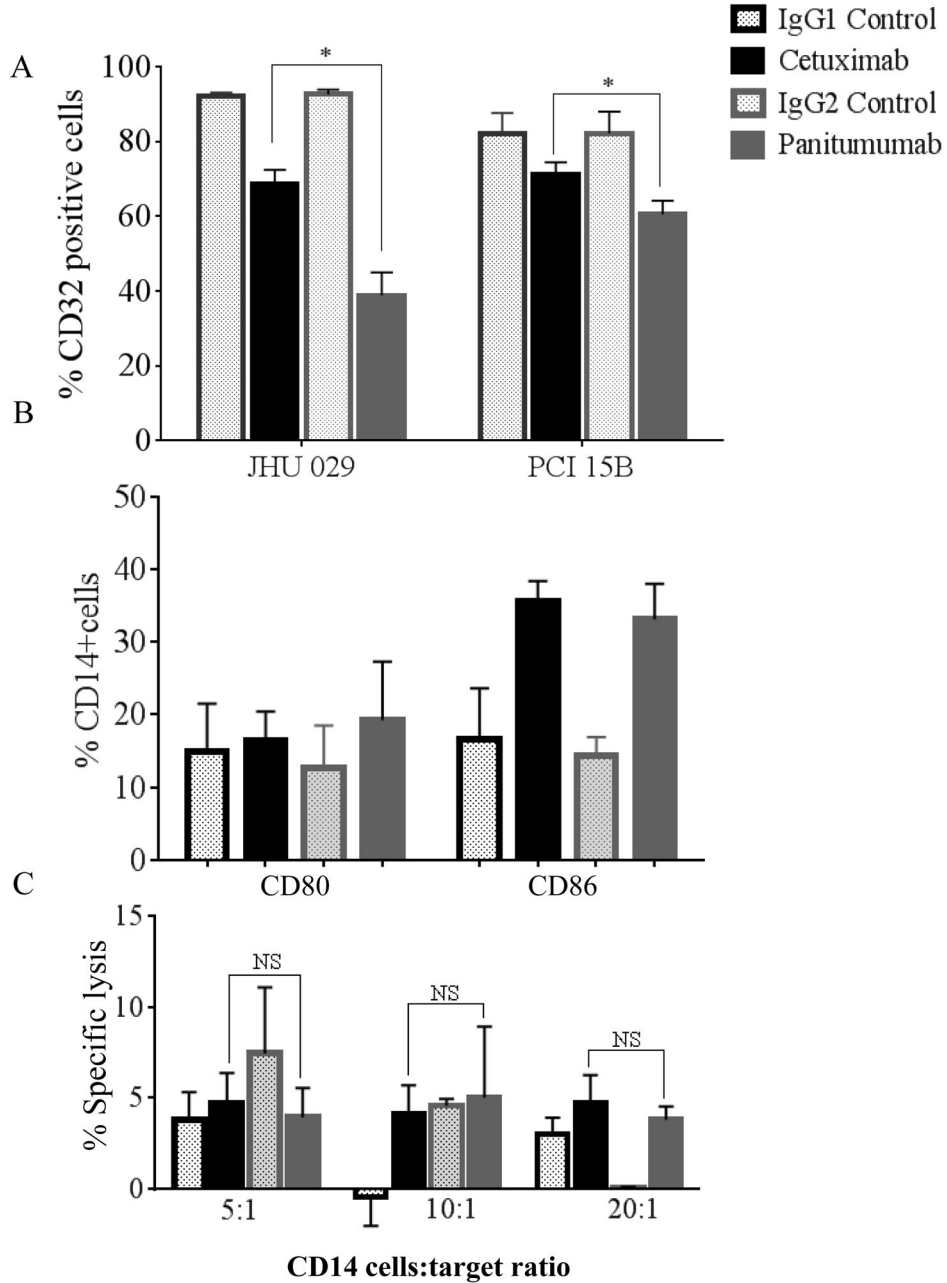 IgG1 Control
Cetuximab
IgG2 Control
Panitumumab
A
% CD32 positive cells
100
80
60
40
20
0
*
*
JHU 029
PCI 15B
B
% CD14+cells
50
40
30
20
10
0
CD80
CD86
C
% Specific lysis
15
10
5
0
NS
NS
NS
5:1
10:1
20:1
CD14 cells:target ratio